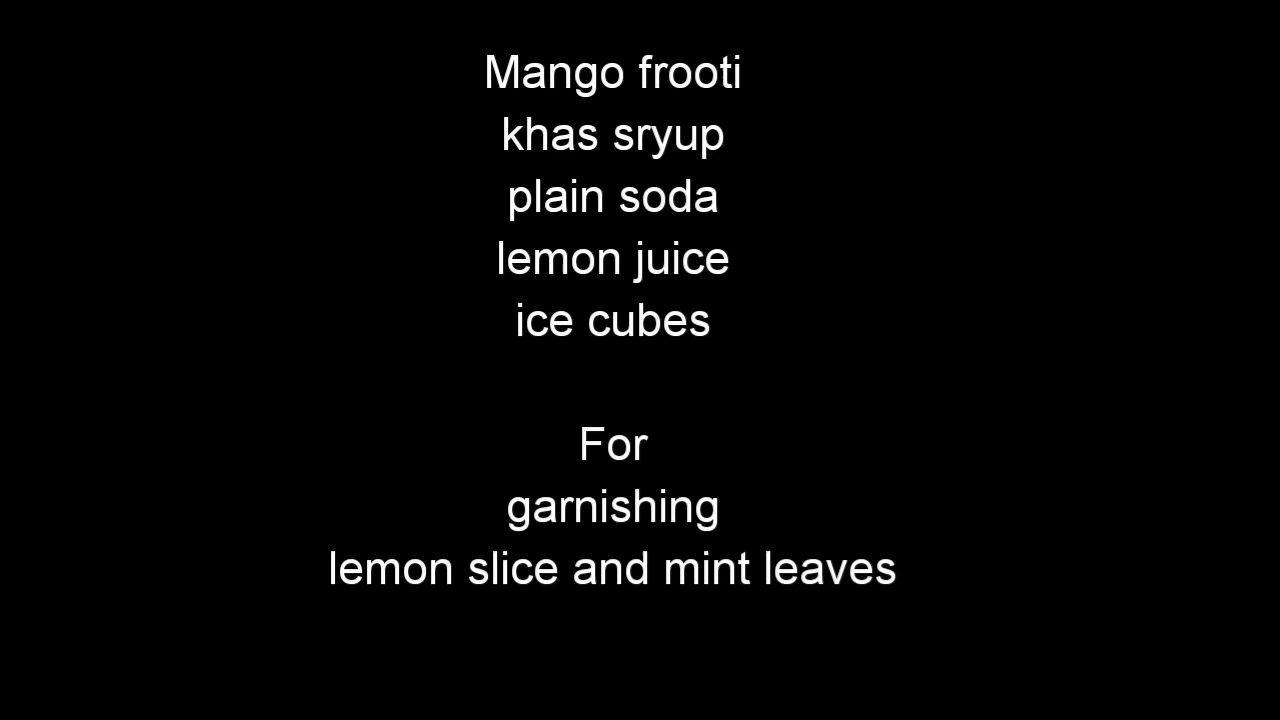 Mango frooti
khas sryup
plain soda
lemon juice
ice cubes
For
garnishing
lemon slice and mint leaves